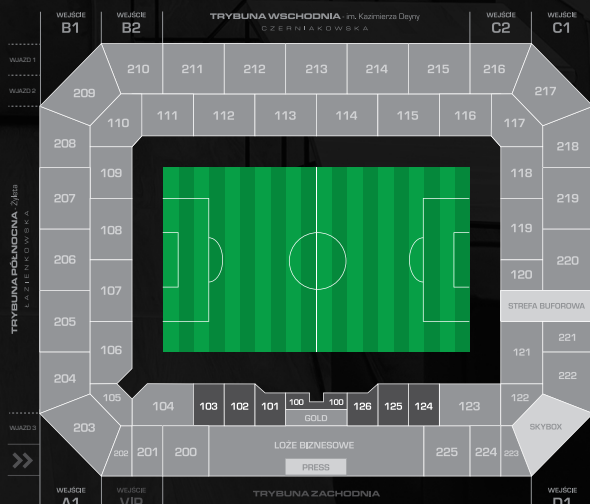 WEJŚCIE
B1
WEJŚCIE
B2
TRYBUNA WSCHODNIA - im. Kazimierza Deyny
CZERNIAKOWSKA
WEJŚCIE
C2
WEJŚCIE
C1
WJAZD 1
WJAZD 2
209
210
211
212
213
214
215
216
217
110
111
112
113
114
115
116
117
208
109
118
218
207
108
119
219
TRYBUNA PÓŁNOCNA - Żyleta
ŁAZIENKOWSKA
206
107
120
220
STREFA BUFOROWA
205
106
121
221
222
204
105
104
103
102
101
100
100
GOLD
126
125
124
123
122
WJAZD 3
203
202
201
200
LOŻE BIZNESOWE
PRESS
225
224
223
SKYBOX
WEJŚCIE
A1
WEJŚCIE
VIP
TRYBUNA ZACHODNIA
WEJŚCIE
D1